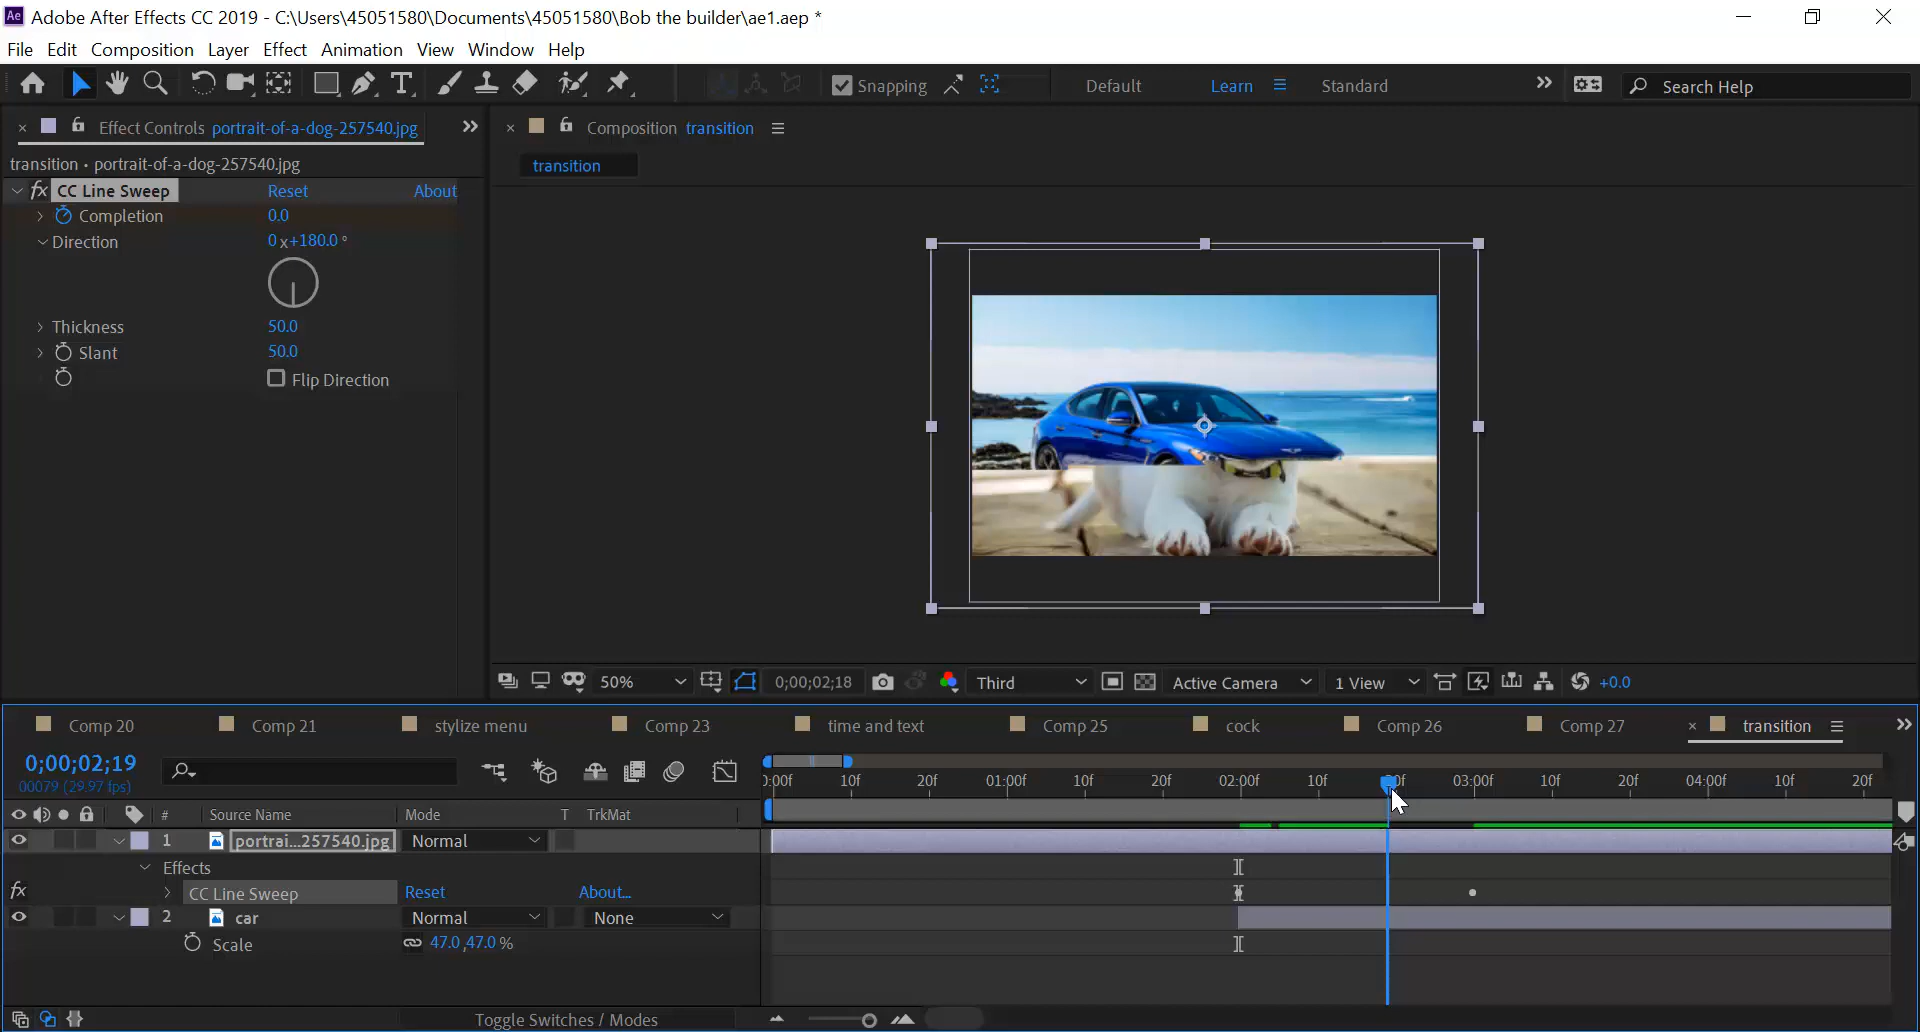 Ae Adobe After Effects CC 2019 - C:\Users\45051580\Documents\45051580\Bob the builder\ae1.aep *
File Edit Composition Layer Effect Animation View Window Help
T Snapping Default Learn Standard Search Help
Effect Controls portrait-of-a-dog-257540.jpg
Composition transition
transition • portrait-of-a-dog-257540.jpg
transition
fx CC Line Sweep Reset About
Completion 0.0
Direction 0 x+180.0 °
Thickness 50.0
Slant 50.0
Flip Direction
50% 0;00;02;18 Third Active Camera 1 View +0.0
Comp 20 Comp 21 stylize menu Comp 23 time and text Comp 25 cock Comp 26 Comp 27 transition
0;00;02;19
00079 (29.97 fps)
0:00f 10f 20f 01:00f 10f 20f 02:00f 10f 03:00f 10f 20f 04:00f 10f 20f
# Source Name Mode T TrkMat
1 portrai...257540.jpg Normal
Effects
fx CC Line Sweep Reset About...
2 car Normal None
Scale 47.0,47.0 %
Toggle Switches / Modes